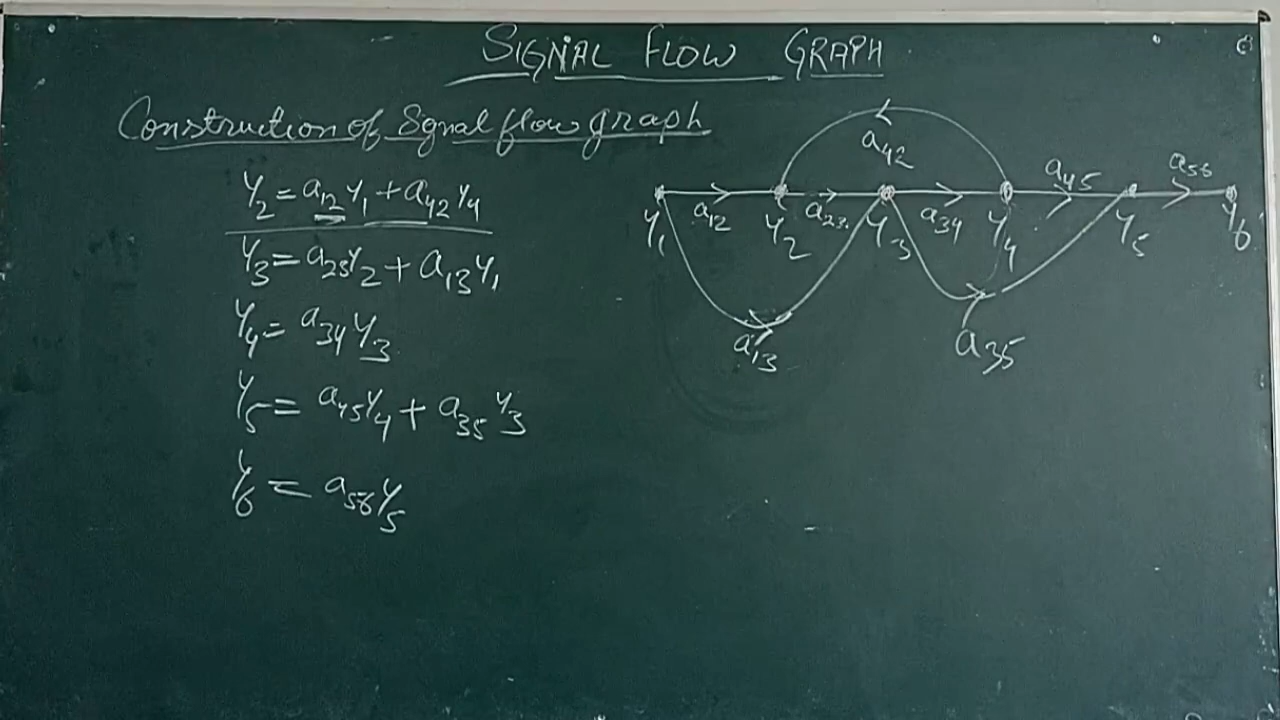 SIGNAL FLOW GRAPH
Construction of Signal flow graph
y2 = a12 y1 + a42 y4
y3 = a23 y2 + a13 y1
y4 = a34 y3
y5 = a45 y4 + a35 y3
y6 = a56 y5
a42
a45
a56
a12
a23
a34
y1
y2
y3
y4
y5
y6
a13
a35